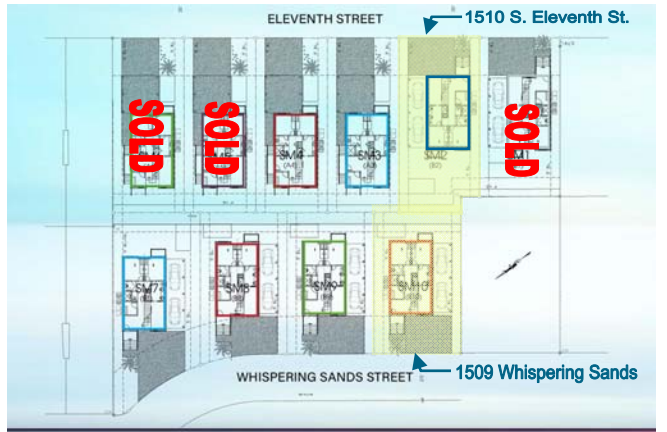 ELEVENTH STREET
1510 S. Eleventh St.
SOLD
SOLD
SOLD
SM4
SM3
SM2
SM1
SM7
SM8
SM9
SM10
WHISPERING SANDS STREET
1509 Whispering Sands